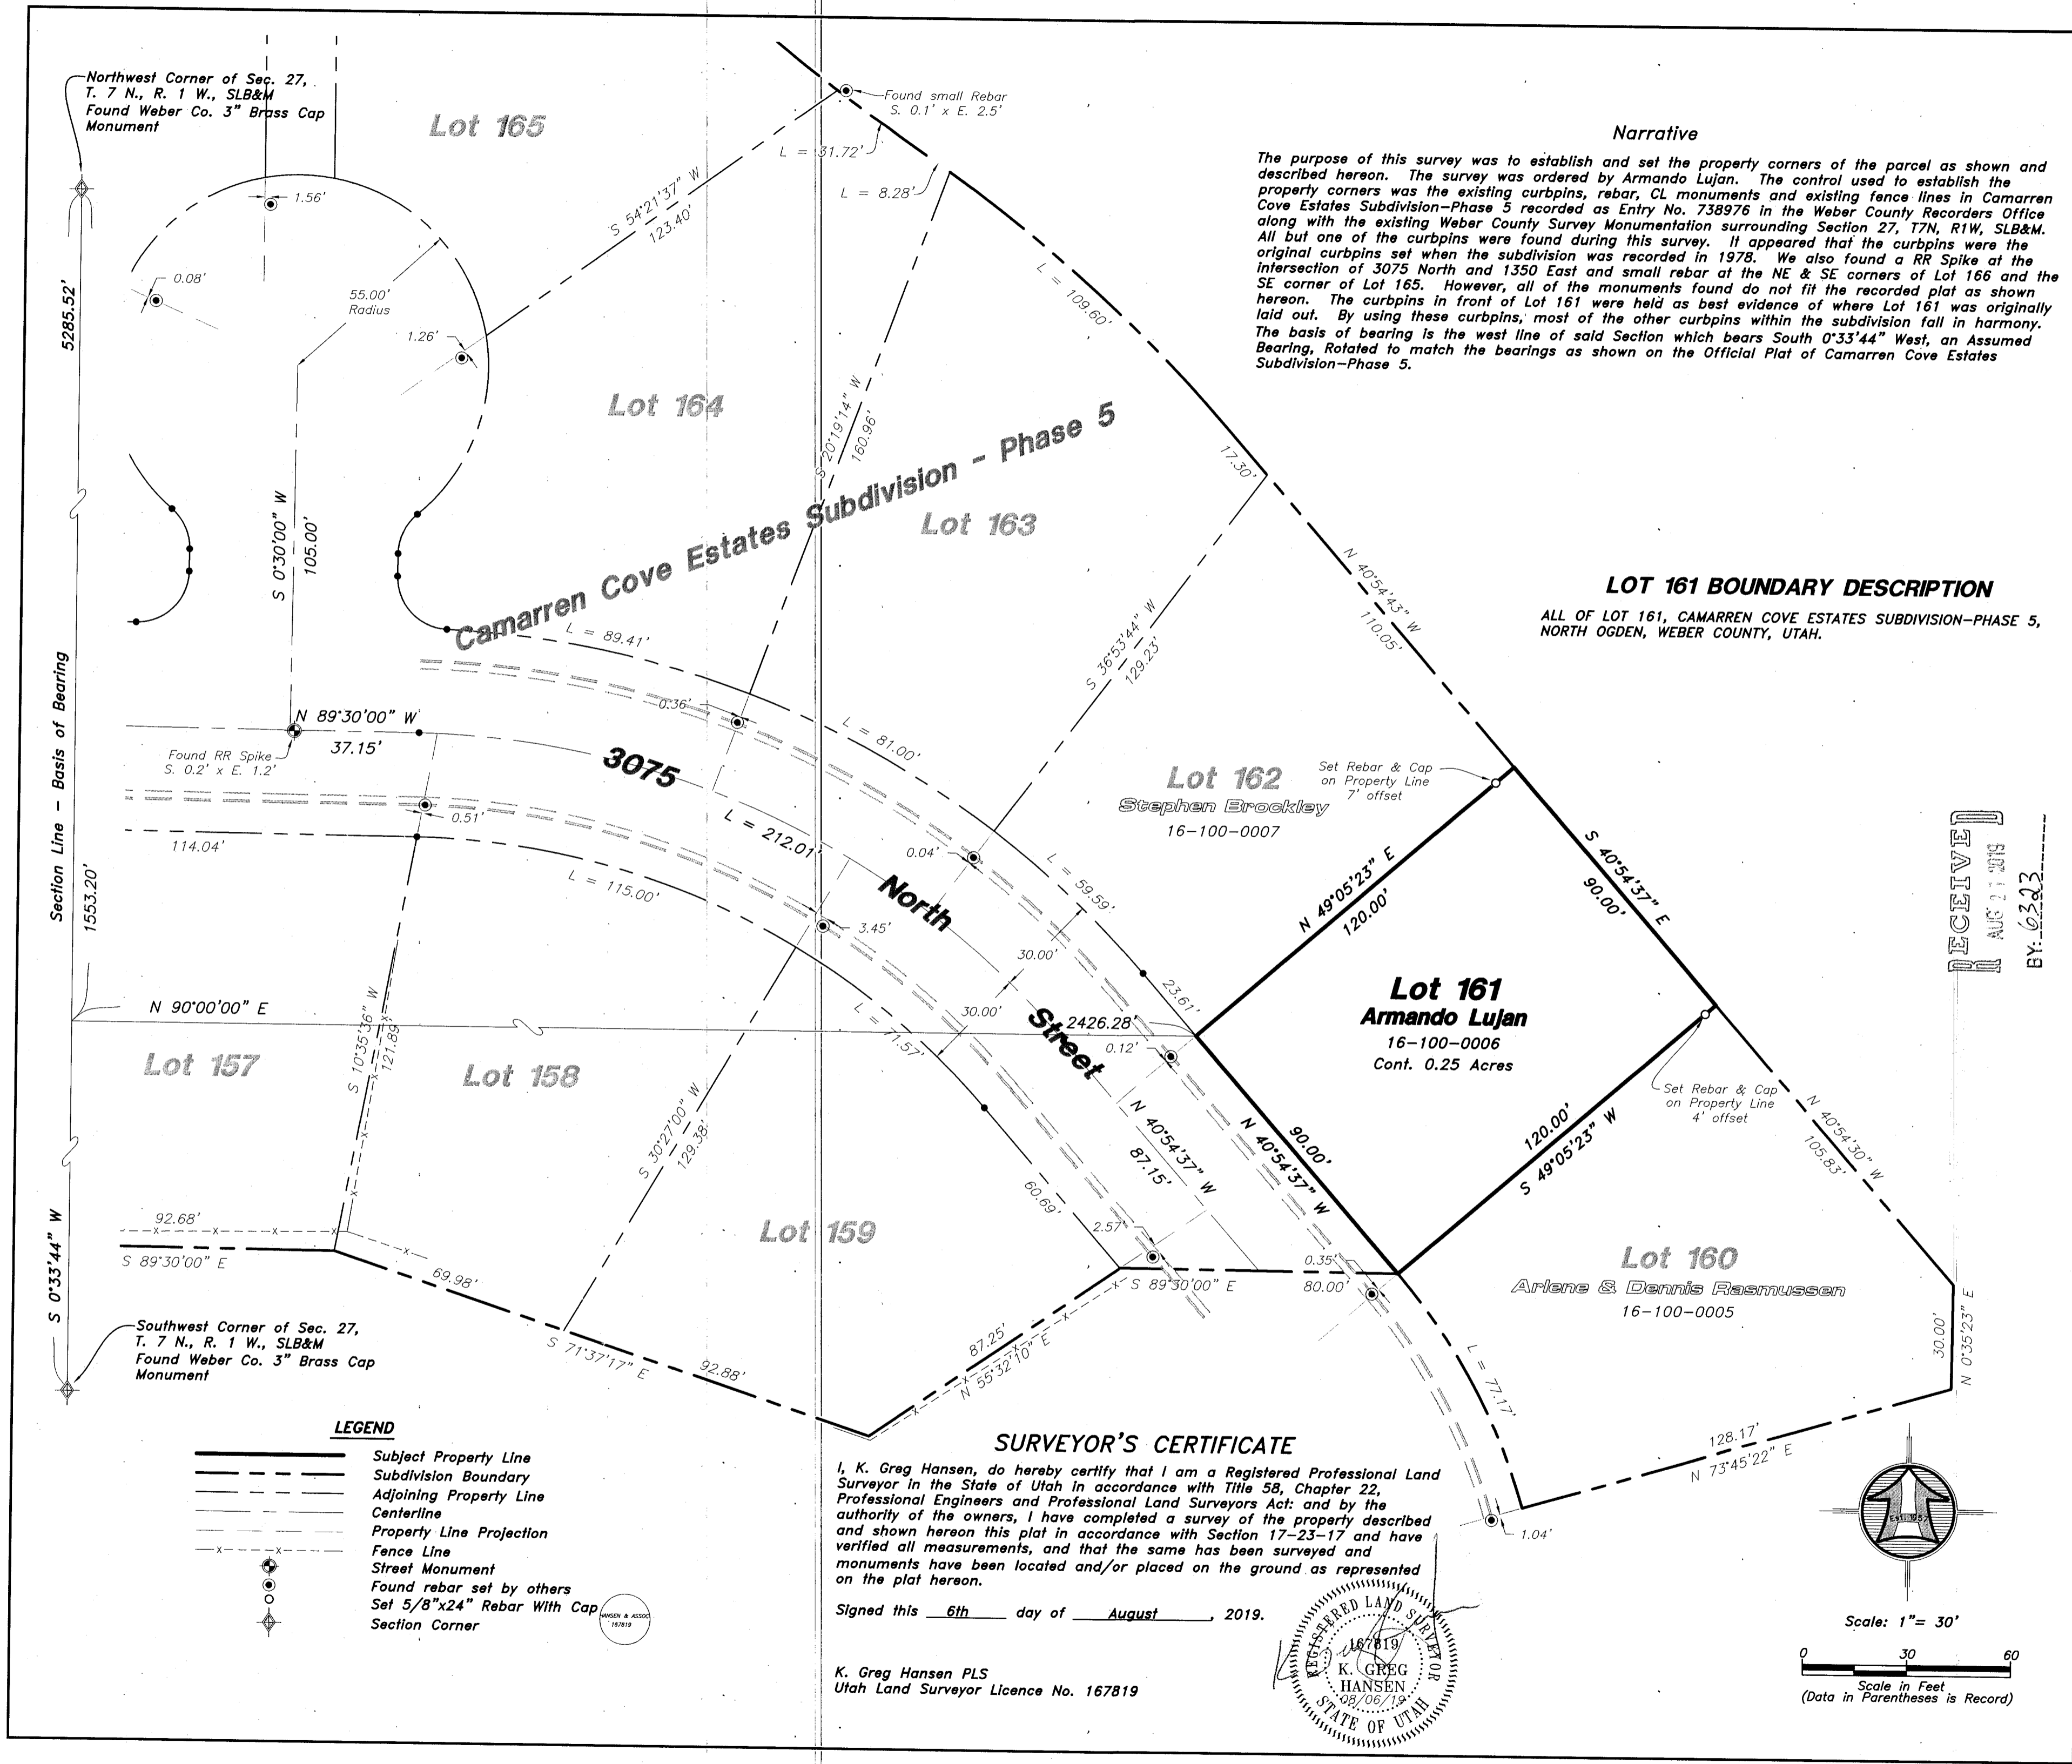 Northwest Corner of Sec. 27,
T. 7 N., R. 1 W., SLB&M
Found Weber Co. 3" Brass Cap
Monument
Lot 165
Found small Rebar
S. 0.1' x E. 2.5'
L = 31.72'
L = 8.28'
1.56'
0.08'
55.00'
Radius
1.26'
S 54°21'37" W
123.40'
L = 109.60'
5285.52'
Narrative
The purpose of this survey was to establish and set the property corners of the parcel as shown and
described hereon. The survey was ordered by Armando Lujan. The control used to establish the
property corners was the existing curbpins, rebar, CL monuments and existing fence lines in Camarren
Cove Estates Subdivision-Phase 5 recorded as Entry No. 738976 in the Weber County Recorders Office
along with the existing Weber County Survey Monumentation surrounding Section 27, T7N, R1W, SLB&M.
All but one of the curbpins were found during this survey. It appeared that the curbpins were the
original curbpins set when the subdivision was recorded in 1978. We also found a RR Spike at the
intersection of 3075 North and 1350 East and small rebar at the NE & SE corners of Lot 166 and the
SE corner of Lot 165. However, all of the monuments found do not fit the recorded plat as shown
hereon. The curbpins in front of Lot 161 were held as best evidence of where Lot 161 was originally
laid out. By using these curbpins, most of the other curbpins within the subdivision fall in harmony.
The basis of bearing is the west line of said Section which bears South 0°33'44" West, an Assumed
Bearing, Rotated to match the bearings as shown on the Official Plat of Camarren Cove Estates
Subdivision-Phase 5.
Lot 164
S 20°19'14" W
160.96'
Camarren Cove Estates Subdivision - Phase 5
17.30'
Lot 163
S 0°30'00" W
105.00'
N 40°54'43" W
110.05'
LOT 161 BOUNDARY DESCRIPTION
ALL OF LOT 161, CAMARREN COVE ESTATES SUBDIVISION-PHASE 5,
NORTH OGDEN, WEBER COUNTY, UTAH.
L = 89.41'
S 36°53'44" W
129.23'
Section Line - Basis of Bearing
1553.20'
N 89°30'00" W
37.15'
Found RR Spike
S. 0.2' x E. 1.2'
0.36'
3075
North
Street
L = 81.00'
Lot 162
Stephen Brockley
16-100-0007
Set Rebar & Cap
on Property Line
7' offset
0.51'
114.04'
L = 212.01'
L = 115.00'
0.04'
L = 59.59'
3.45'
30.00'
30.00'
23.61'
N 49°05'23" E
120.00'
S 40°54'37" E
90.00'
RECEIVED
AUG 2 1 2019
BY: 6323
Lot 161
Armando Lujan
16-100-0006
Cont. 0.25 Acres
N 90°00'00" E
2426.28'
0.12'
L = 71.57'
Lot 157
S 10°35'36" W
121.89'
Lot 158
S 30°27'00" W
129.38'
N 40°54'37" W
87.15'
90.00'
N 40°54'37" W
120.00'
S 49°05'23" W
Set Rebar & Cap
on Property Line
4' offset
N 40°54'30" W
105.83'
60.69'
Lot 159
2.57'
S 89°30'00" E
80.00'
0.35'
Lot 160
Arlene & Dennis Rasmussen
16-100-0005
92.68'
S 89°30'00" E
69.98'
S 71°37'17" E
92.88'
87.25'
N 55°32'10" E
L = 77.17'
30.00'
N 0°35'23" E
128.17'
N 73°45'22" E
1.04'
S 0°33'44" W
Southwest Corner of Sec. 27,
T. 7 N., R. 1 W., SLB&M
Found Weber Co. 3" Brass Cap
Monument
LEGEND
Subject Property Line
Subdivision Boundary
Adjoining Property Line
Centerline
Property Line Projection
Fence Line
Street Monument
Found rebar set by others
Set 5/8"x24" Rebar With Cap
Section Corner
HANSEN & ASSOC.
167819
SURVEYOR'S CERTIFICATE
I, K. Greg Hansen, do hereby certify that I am a Registered Professional Land
Surveyor in the State of Utah in accordance with Title 58, Chapter 22,
Professional Engineers and Professional Land Surveyors Act: and by the
authority of the owners, I have completed a survey of the property described
and shown hereon this plat in accordance with Section 17-23-17 and have
verified all measurements, and that the same has been surveyed and
monuments have been located and/or placed on the ground as represented
on the plat hereon.
Signed this 6th day of August, 2019.
K. Greg Hansen PLS
Utah Land Surveyor Licence No. 167819
REGISTERED LAND SURVEYOR
167819
K. GREG
HANSEN
08/06/19
STATE OF UTAH
Est. 1957
Scale: 1"= 30'
0 30 60
Scale in Feet
(Data in Parentheses is Record)